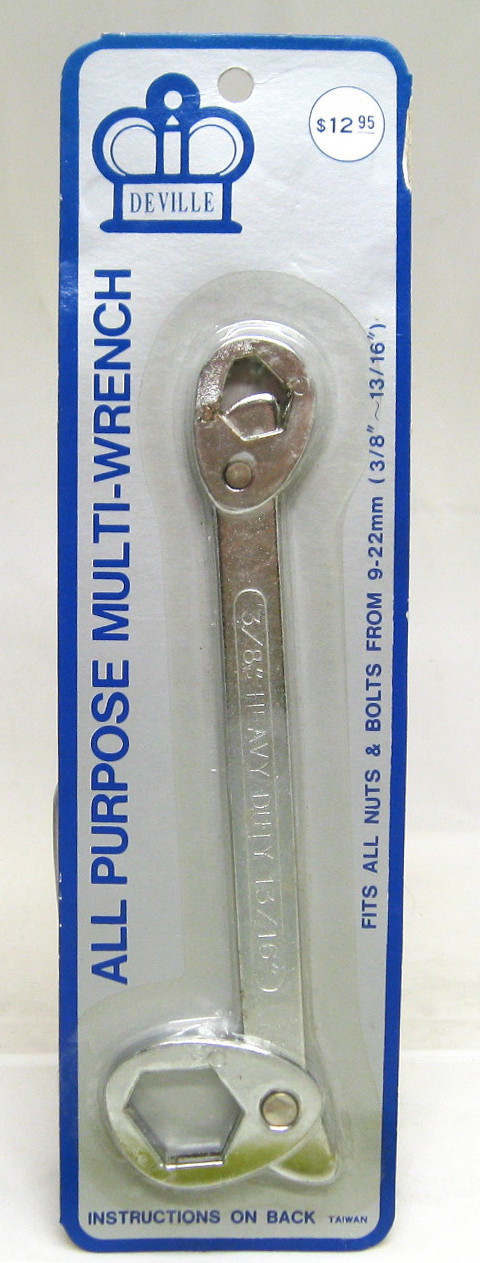 $12.95
DEVILLE
ALL PURPOSE MULTI-WRENCH
FITS ALL NUTS & BOLTS FROM 9-22mm (3/8"~13/16")
3/8" HEAVY DUTY 13/16"
INSTRUCTIONS ON BACK TAIWAN